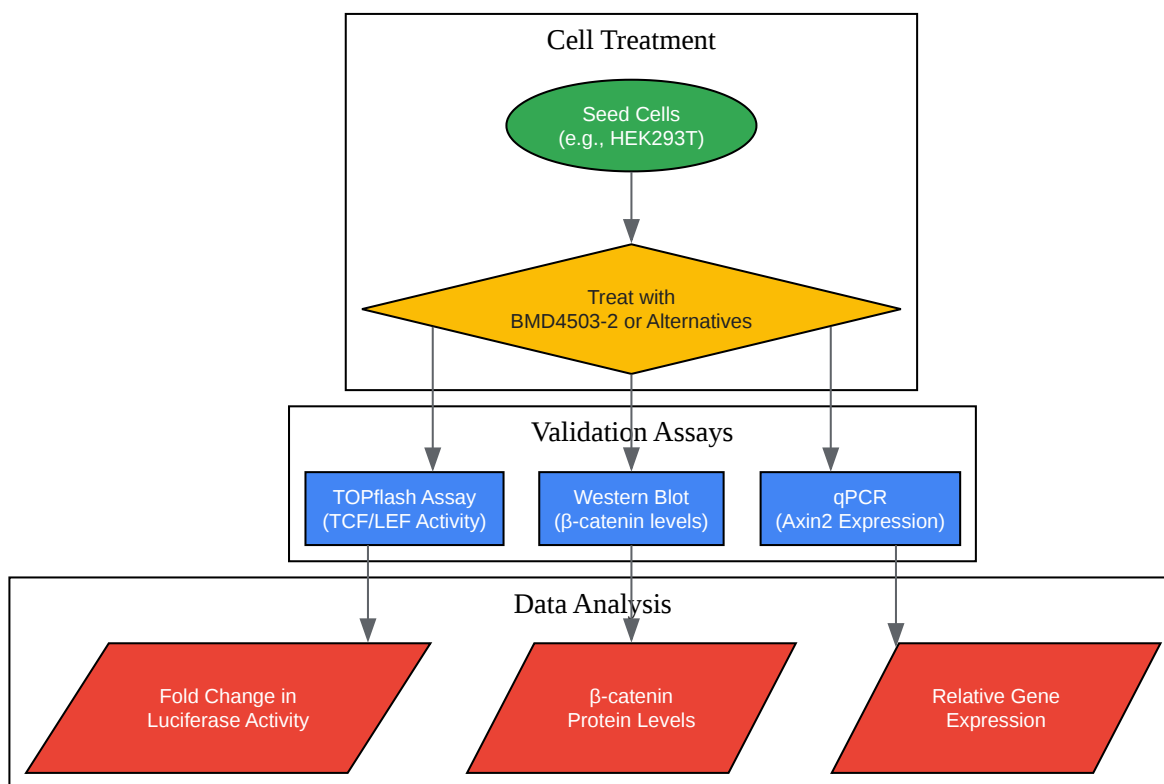 Cell Treatment
Seed Cells
(e.g., HEK293T)
Treat with
BMD4503-2 or Alternatives
Validation Assays
TOPflash Assay
(TCF/LEF Activity)
Western Blot
(β-catenin levels)
qPCR
(Axin2 Expression)
Data Analysis
Fold Change in
Luciferase Activity
β-catenin
Protein Levels
Relative Gene
Expression